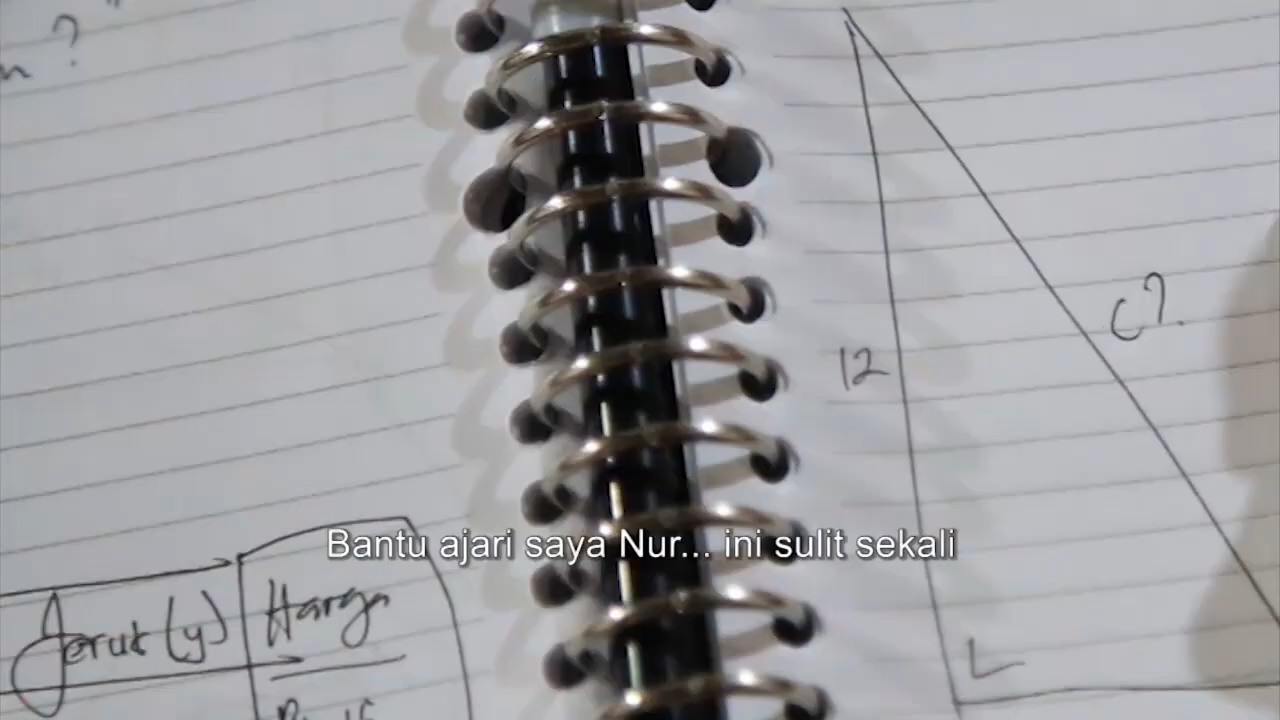 ?"
12
C?
Bantu ajari saya Nur... ini sulit sekali
Jeruk (y)
Harga